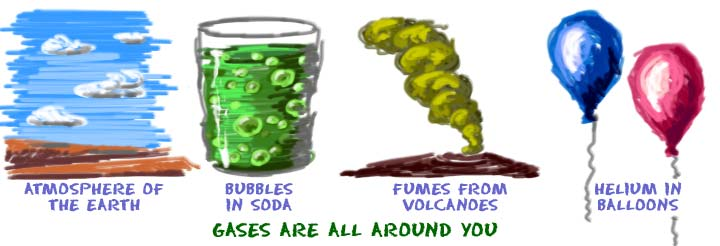 ATMOSPHERE OF
THE EARTH
BUBBLES
IN SODA
FUMES FROM
VOLCANOES
HELIUM IN
BALLOONS
GASES ARE ALL AROUND YOU